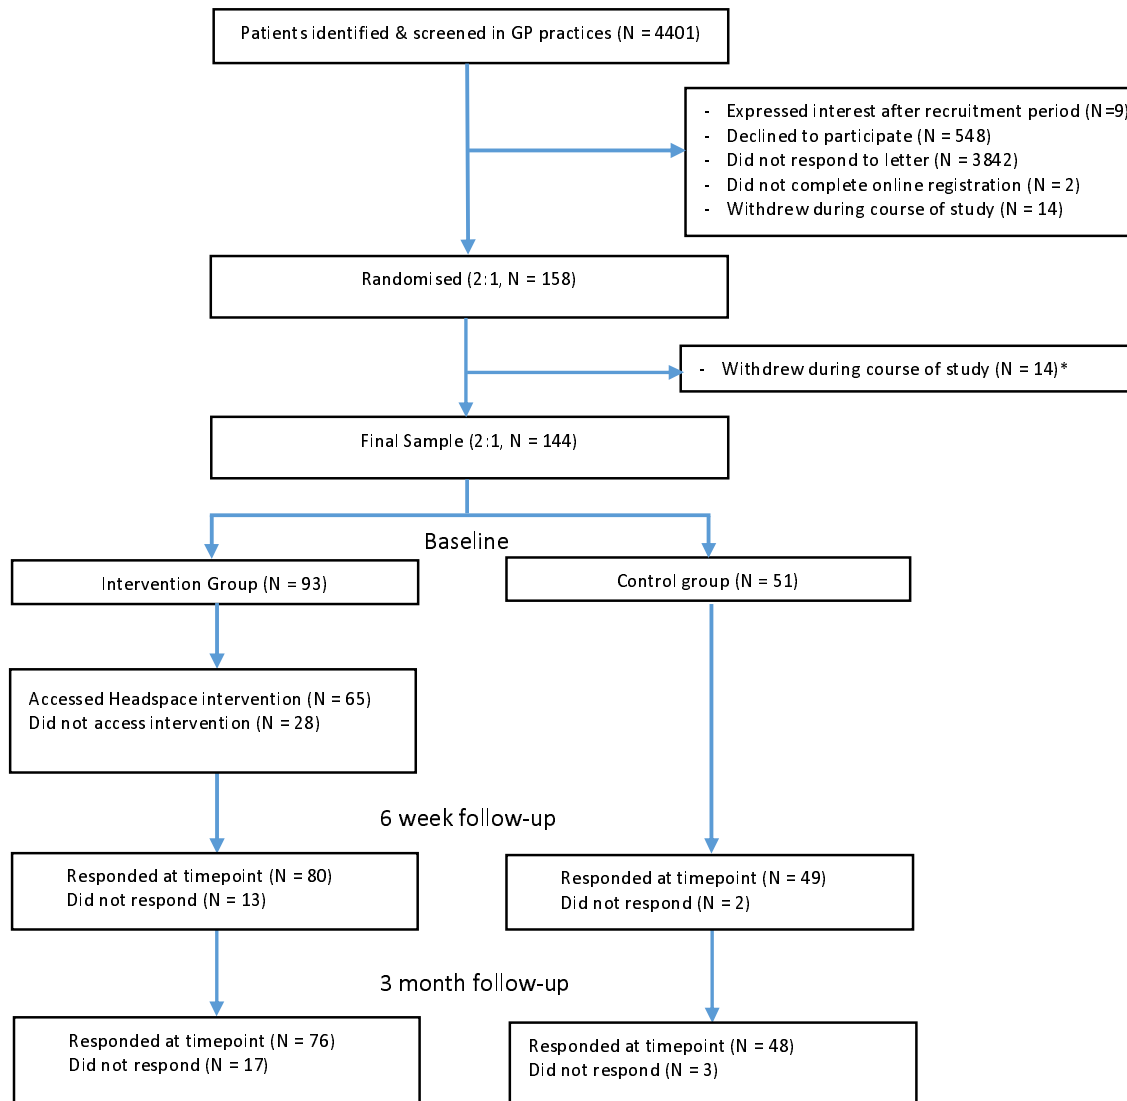 Patients identified & screened in GP practices (N = 4401)
- Expressed interest after recruitment period (N=9)
- Declined to participate (N = 548)
- Did not respond to letter (N = 3842)
- Did not complete online registration (N = 2)
- Withdrew during course of study (N = 14)
Randomised (2:1, N = 158)
- Withdrew during course of study (N = 14)*
Final Sample (2:1, N = 144)
Baseline
Intervention Group (N = 93)
Control group (N = 51)
Accessed Headspace intervention (N = 65)
Did not access intervention (N = 28)
6 week follow-up
Responded at timepoint (N = 80)
Did not respond (N = 13)
Responded at timepoint (N = 49)
Did not respond (N = 2)
3 month follow-up
Responded at timepoint (N = 76)
Did not respond (N = 17)
Responded at timepoint (N = 48)
Did not respond (N = 3)